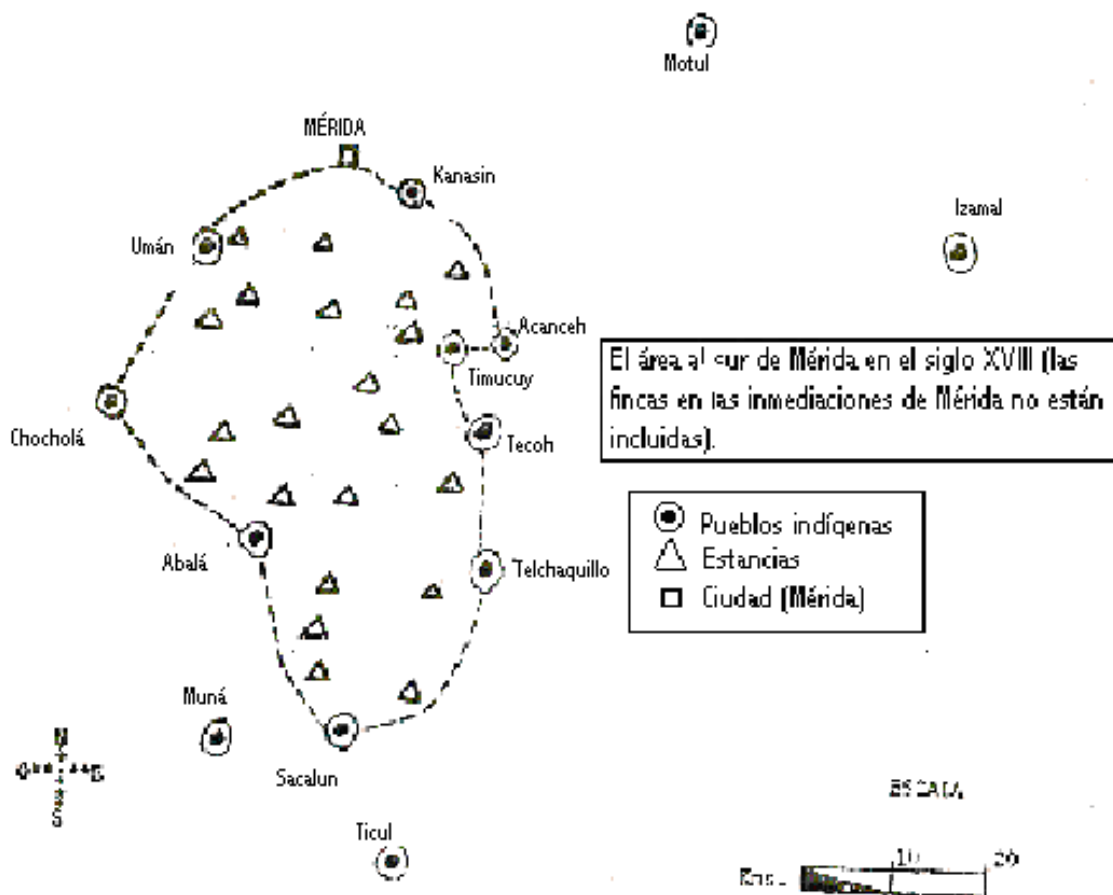 Motul
MÉRIDA
Kanasin
Izamal
Umán
Acanceh
Timucuy
El área al sur de Mérida en el siglo XVIII (las
fincas en las inmediaciones de Mérida no están
incluidas).
Chocholá
Tecoh
Pueblos indígenas
Estancias
Ciudad (Mérida)
Abalá
Telchaquillo
Muná
Sacalun
N
O E
S
ESCALA
Ticul
Kms.
10 20